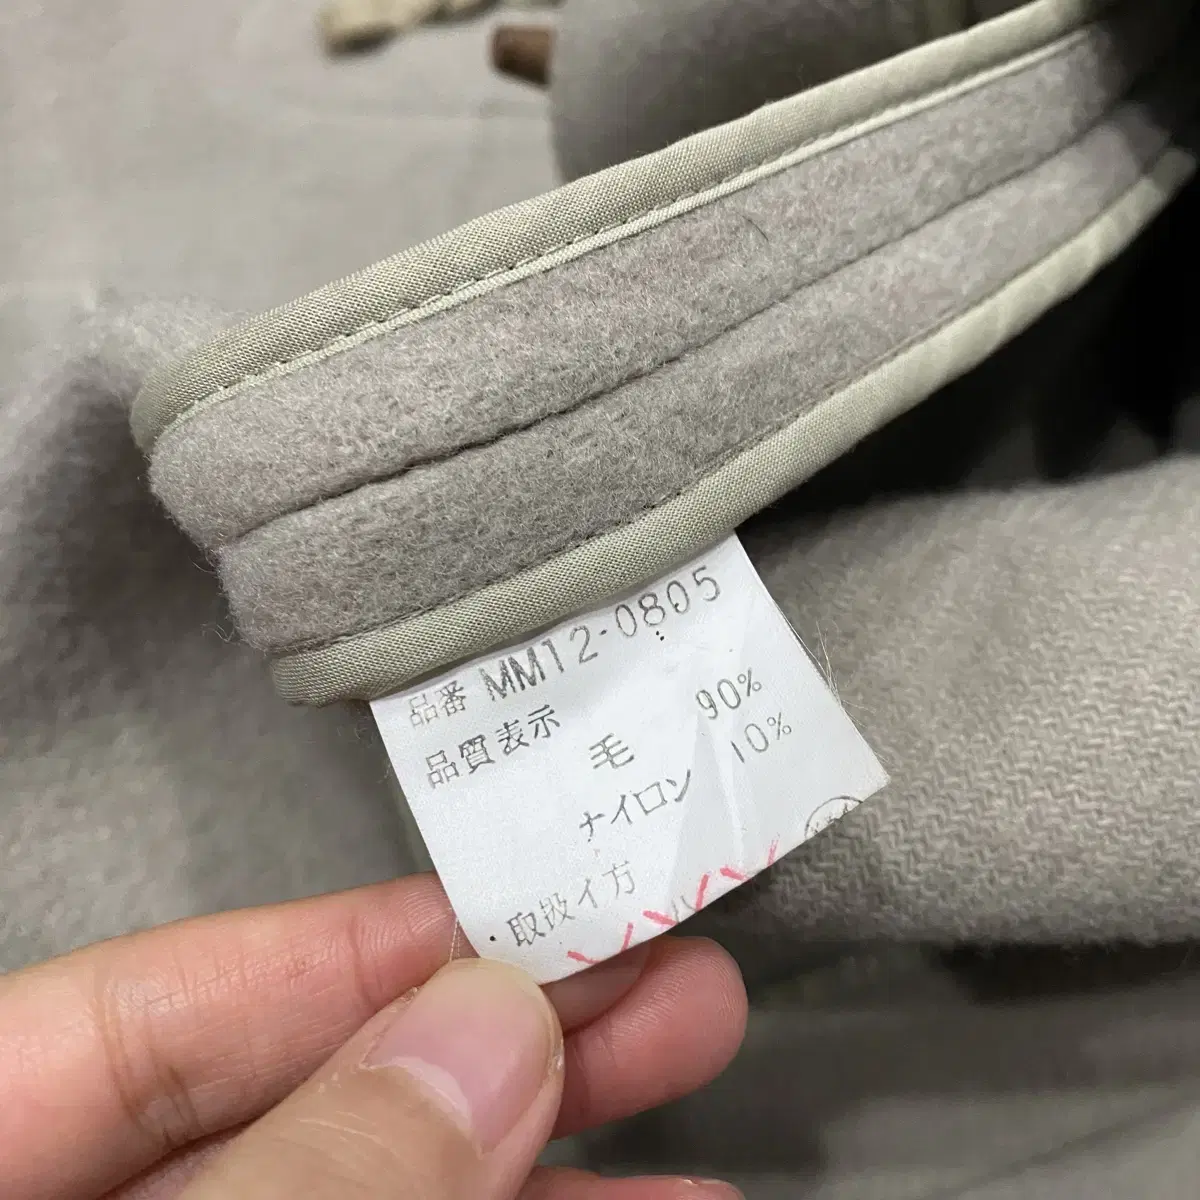 品番 MM12-0805
品質表示
毛 90%
ナイロン 10%
取扱イ方